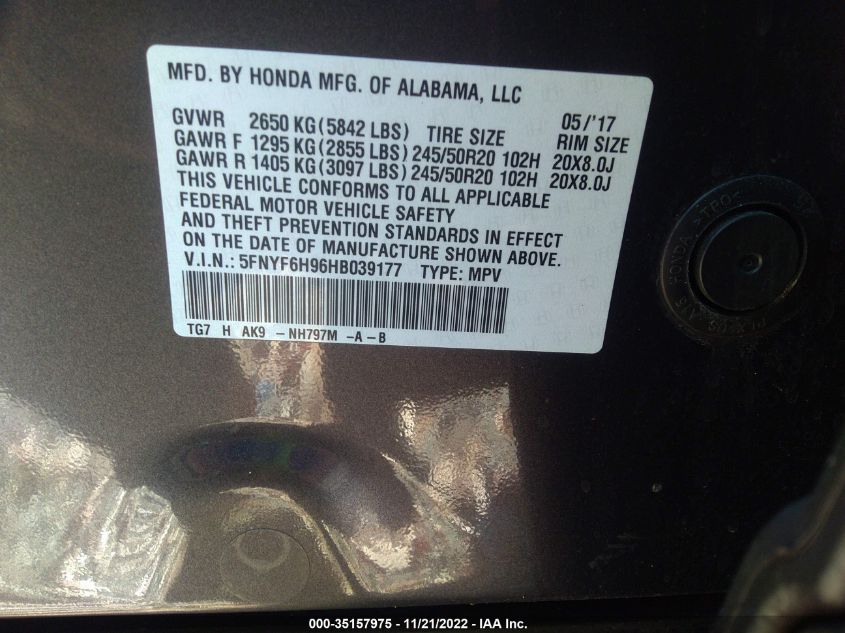 MFD. BY HONDA MFG. OF ALABAMA, LLC
GVWR 2650 KG(5842 LBS) TIRE SIZE 05/'17 RIM SIZE
GAWR F 1295 KG(2855 LBS) 245/50R20 102H 20X8.0J
GAWR R 1405 KG(3097 LBS) 245/50R20 102H 20X8.0J
THIS VEHICLE CONFORMS TO ALL APPLICABLE
FEDERAL MOTOR VEHICLE SAFETY
AND THEFT PREVENTION STANDARDS IN EFFECT
ON THE DATE OF MANUFACTURE SHOWN ABOVE.
V.I.N.: 5FNYF6H96HB039177 TYPE: MPV
TG7 H AK9 -NH797M -A-B
HONDA >TPO<
000-35157975 - 11/21/2022 - IAA Inc.